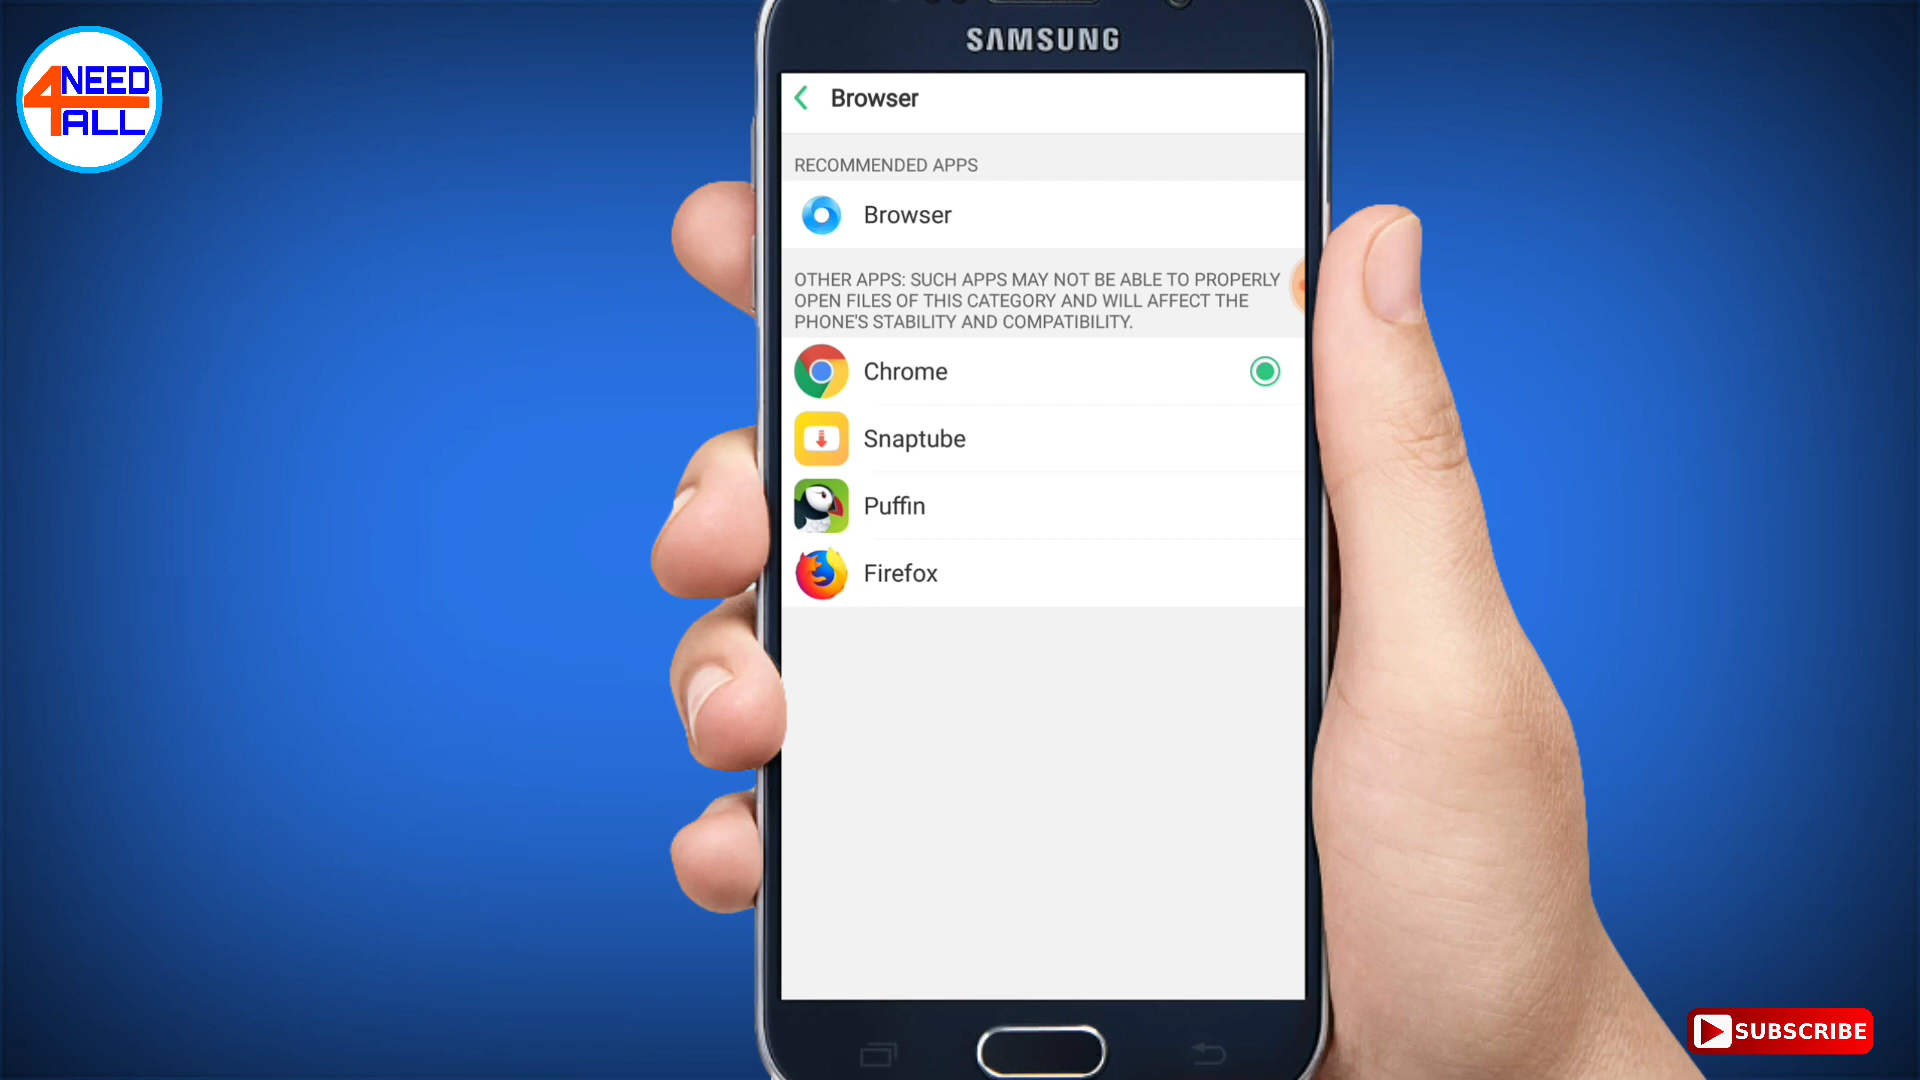 4NEED
ALL
SAMSUNG
Browser
RECOMMENDED APPS
Browser
OTHER APPS: SUCH APPS MAY NOT BE ABLE TO PROPERLY
OPEN FILES OF THIS CATEGORY AND WILL AFFECT THE
PHONE'S STABILITY AND COMPATIBILITY.
Chrome
Snaptube
Puffin
Firefox
SUBSCRIBE